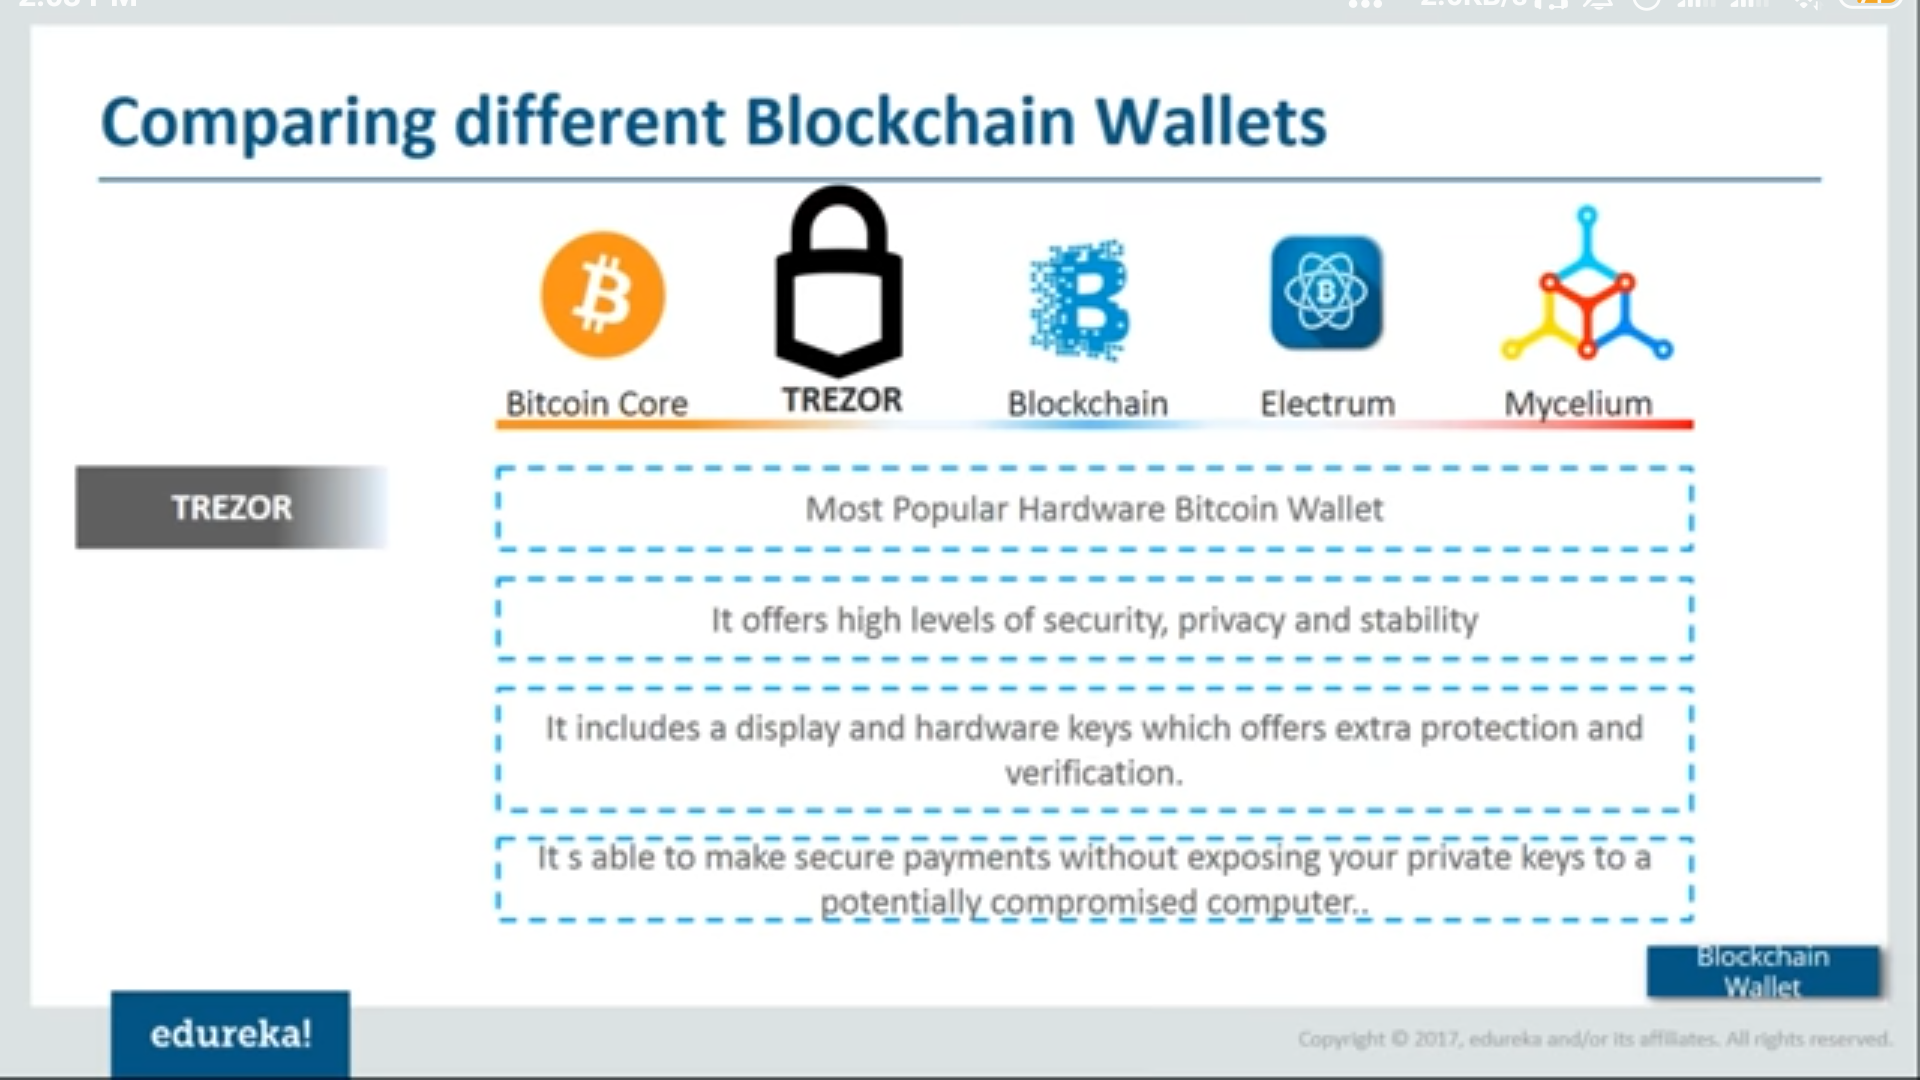 Comparing different Blockchain Wallets
Bitcoin Core
TREZOR
Blockchain
Electrum
Mycelium
TREZOR
Most Popular Hardware Bitcoin Wallet
It offers high levels of security, privacy and stability
It includes a display and hardware keys which offers extra protection and
verification.
It s able to make secure payments without exposing your private keys to a
potentially compromised computer..
Blockchain
Wallet
edureka!
Copyright © 2017, edureka and/or its affiliates. All rights reserved.